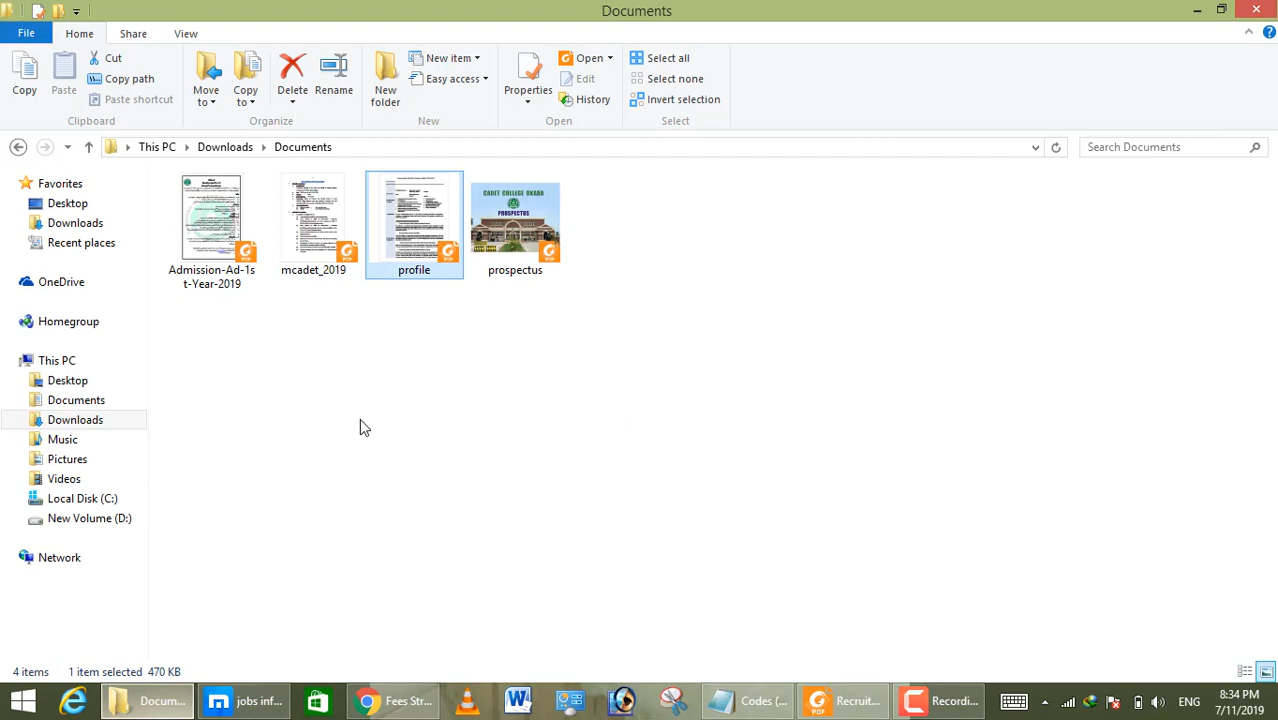 Documents
File Home Share View
Copy
Paste
Cut
Copy path
Paste shortcut
Clipboard
Move to
Copy to
Delete
Rename
Organize
New folder
New item
Easy access
New
Properties
Open
Edit
History
Open
Select all
Select none
Invert selection
Select
This PC Downloads Documents
Search Documents
Favorites
Desktop
Downloads
Recent places
OneDrive
Homegroup
This PC
Desktop
Documents
Downloads
Music
Pictures
Videos
Local Disk (C:)
New Volume (D:)
Network
CADET COLLEGE OKARA
PROSPECTUS
Admission-Ad-1s
t-Year-2019
mcadet_2019
profile
prospectus
4 items 1 item selected 470 KB
Docum...
jobs inf...
Fees Str...
Codes (...
Recruit...
Recordi...
ENG
8:34 PM
7/11/2019